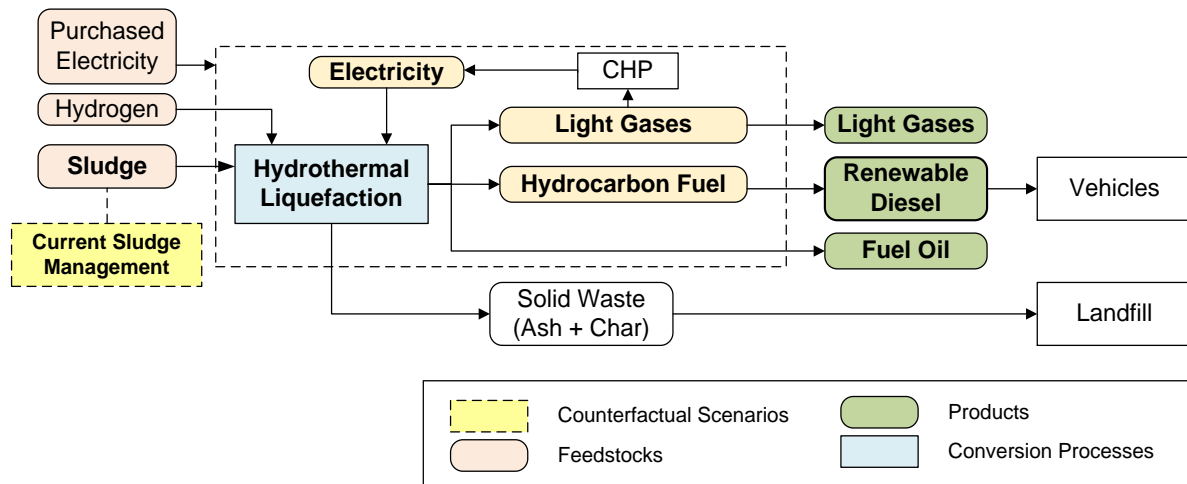 Purchased
Electricity
Hydrogen
Sludge
Current Sludge
Management
Electricity
CHP
Hydrothermal
Liquefaction
Light Gases
Hydrocarbon Fuel
Light Gases
Renewable
Diesel
Fuel Oil
Vehicles
Solid Waste
(Ash + Char)
Landfill
Counterfactual Scenarios
Products
Feedstocks
Conversion Processes